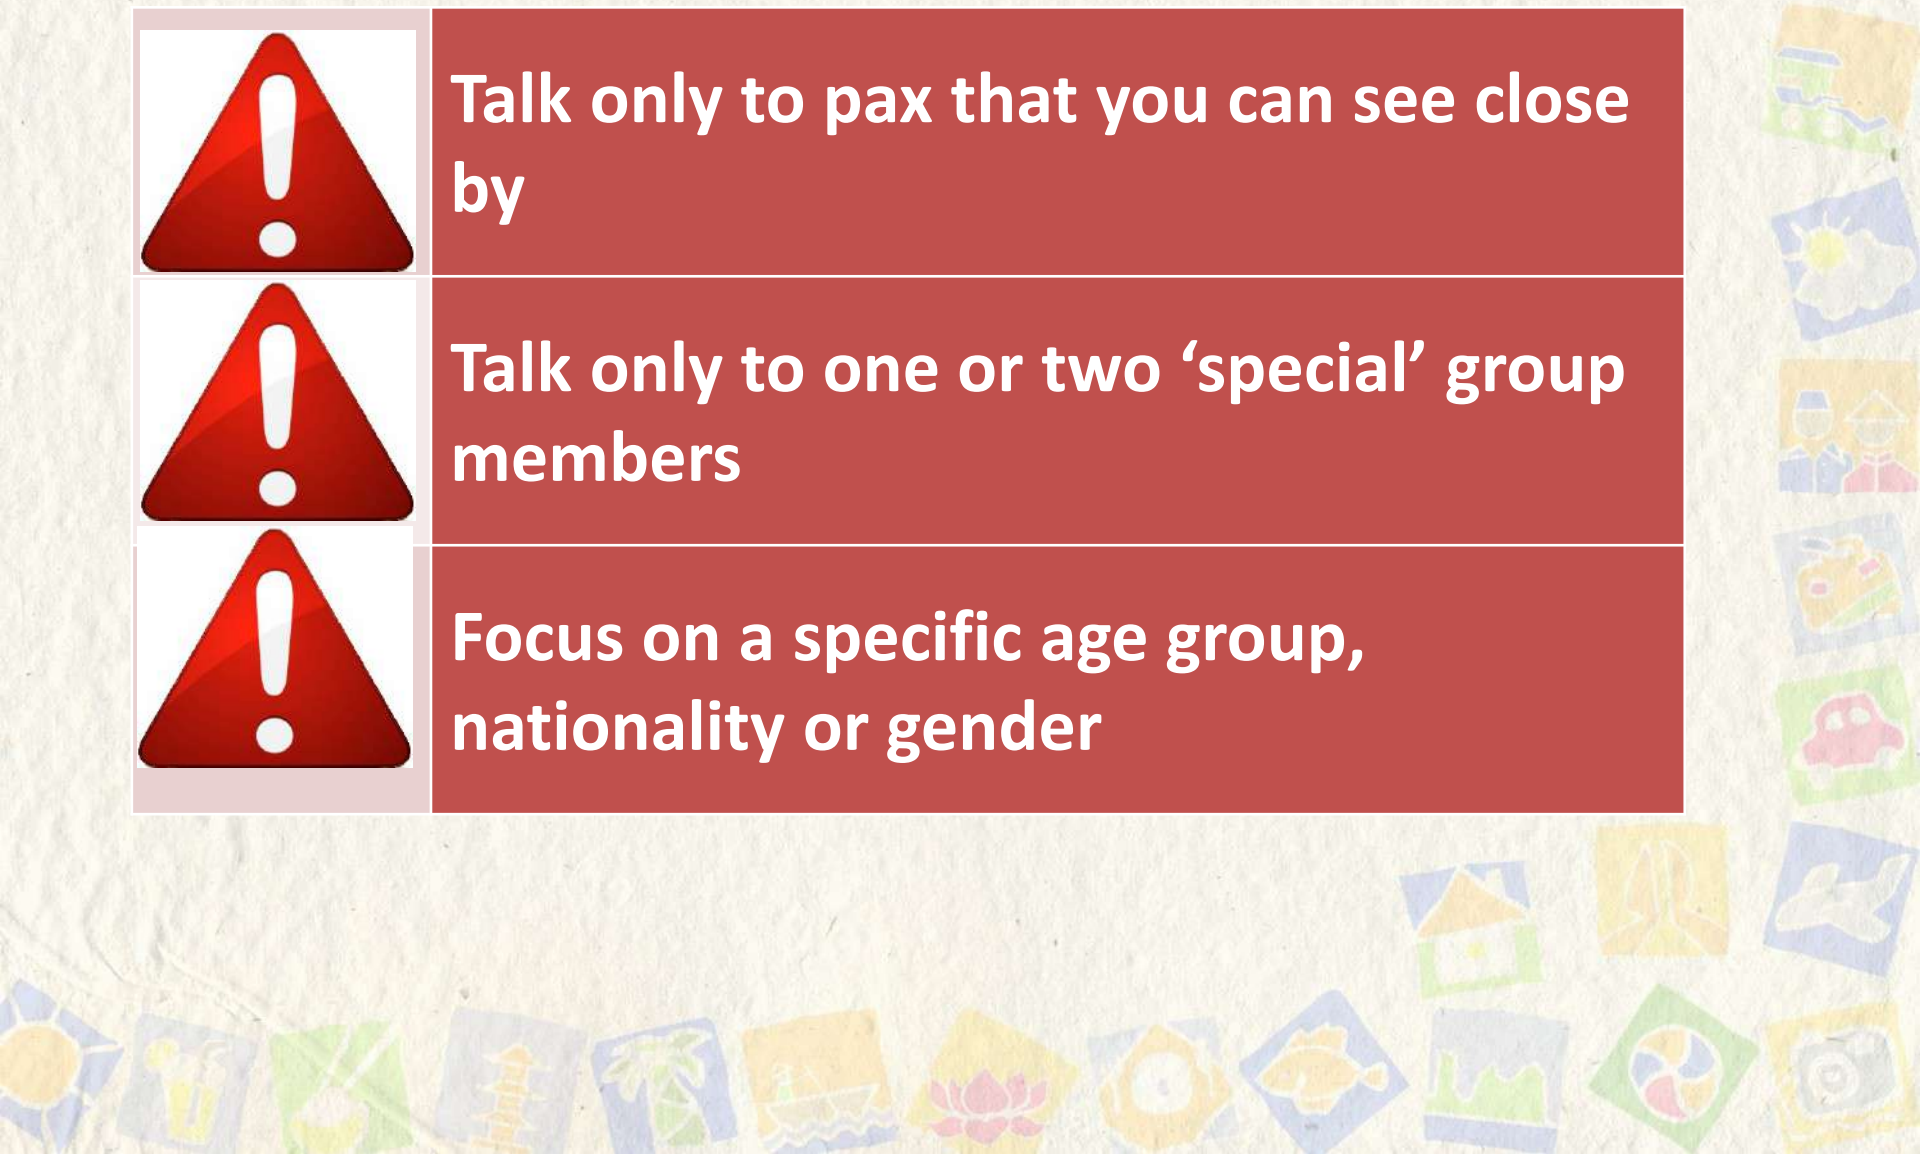 Talk only to pax that you can see close
by
Talk only to one or two ‘special’ group
members
Focus on a specific age group,
nationality or gender